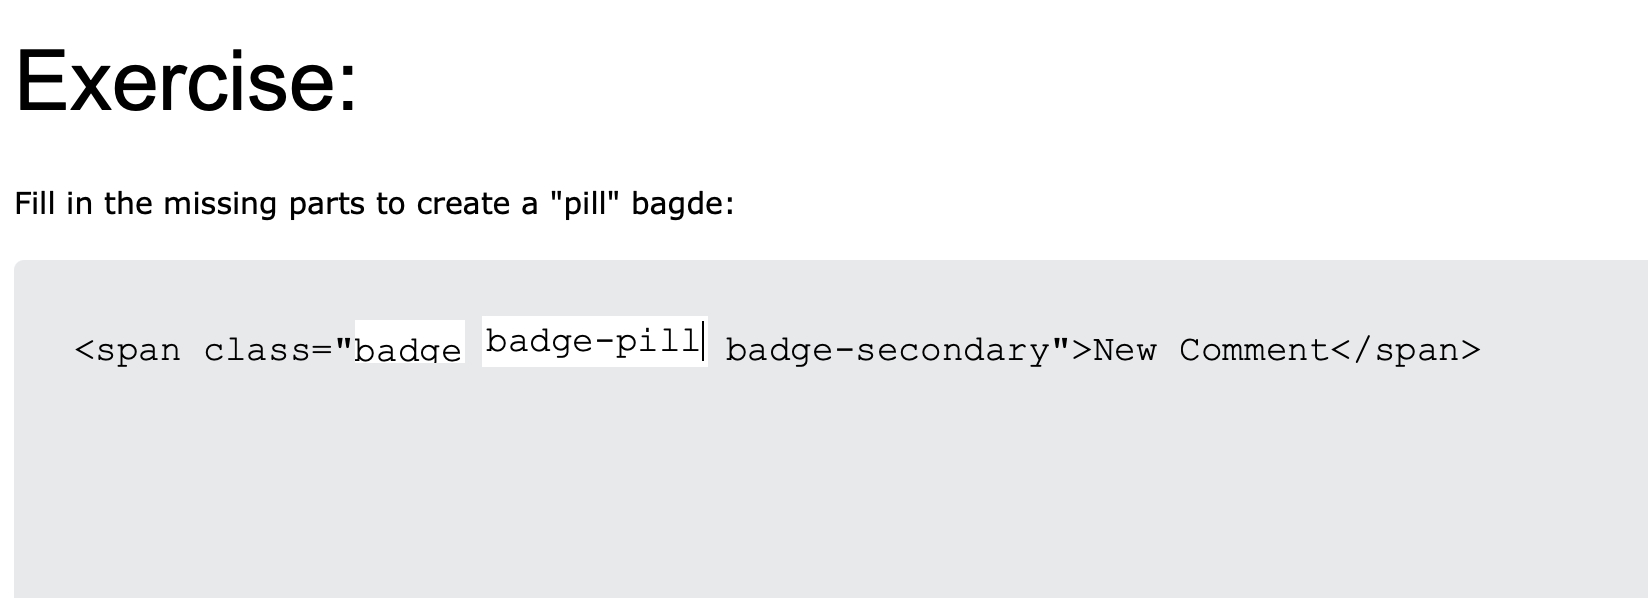 Exercise:
Fill in the missing parts to create a "pill" bagde:
<span class="badge badge-pill badge-secondary">New Comment</span>